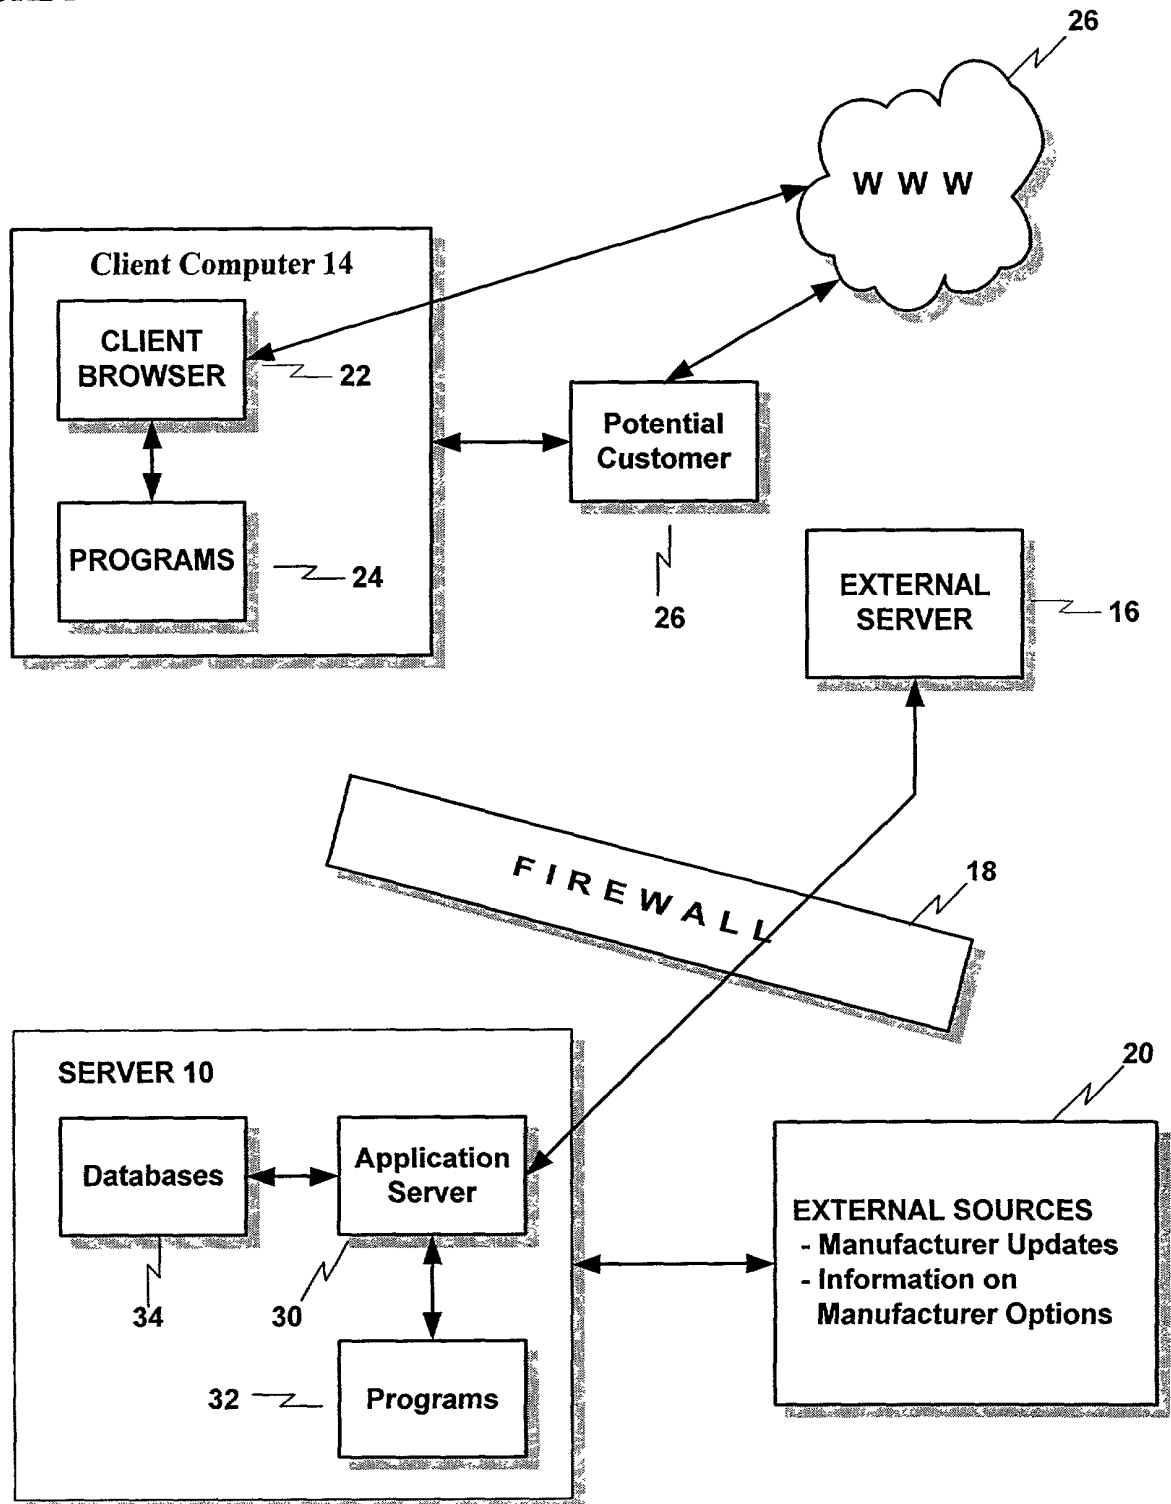 26
W W W
Client Computer 14
CLIENT
BROWSER
22
Potential
Customer
PROGRAMS
24
26
EXTERNAL
SERVER
16
FIREWALL
18
SERVER 10
20
Databases
Application
Server
EXTERNAL SOURCES
- Manufacturer Updates
- Information on
Manufacturer Options
34
30
32
Programs